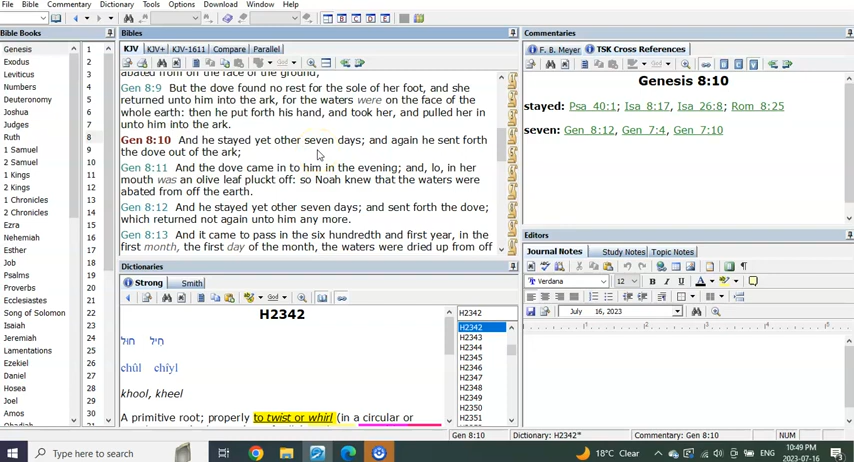 File View Bible Commentary Dictionary Tools Options Download Window Help
Bible Books
Bibles
Commentaries
KJV KJV+ KJV-1611 Compare Parallel
F. B. Meyer TSK Cross References
Genesis 1
Exodus 2
Leviticus 3
Numbers 4
Deuteronomy 5
Joshua 6
Judges 7
Ruth 8
1 Samuel 9
2 Samuel 10
1 Kings 11
2 Kings 12
1 Chronicles 13
2 Chronicles 14
Ezra 15
Nehemiah 16
Esther 17
Job 18
Psalms 19
Proverbs 20
Ecclesiastes 21
Song of Solomon 22
Isaiah 23
Jeremiah 24
Lamentations 25
Ezekiel 26
Daniel 27
Hosea 28
Joel 29
Amos 30
abated from off the face of the ground;
Gen 8:9 But the dove found no rest for the sole of her foot, and she
returned unto him into the ark, for the waters were on the face of the
whole earth: then he put forth his hand, and took her, and pulled her in
unto him into the ark.
Gen 8:10 And he stayed yet other seven days; and again he sent forth
the dove out of the ark;
Gen 8:11 And the dove came in to him in the evening; and, lo, in her
mouth was an olive leaf pluckt off: so Noah knew that the waters were
abated from off the earth.
Gen 8:12 And he stayed yet other seven days; and sent forth the dove;
which returned not again unto him any more.
Gen 8:13 And it came to pass in the six hundredth and first year, in the
first month, the first day of the month, the waters were dried up from off
Genesis 8:10
stayed: Psa 40:1; Isa 8:17, Isa 26:8; Rom 8:25
seven: Gen 8:12, Gen 7:4, Gen 7:10
Dictionaries
Strong Smith
H2342
חוּל חִיל
chûl chîyl
khool, kheel
A primitive root; properly to twist or whirl (in a circular or
H2342
H2342
H2343
H2344
H2345
H2346
H2347
H2348
H2349
H2350
H2351
Editors
Journal Notes Study Notes Topic Notes
Verdana 12 B I U A
July 16, 2023
1 2 3 4
Gen 8:10 Dictionary: H2342* Commentary: Gen 8:10 NUM
Type here to search
18°C Clear ENG 10:49 PM
2023-07-16